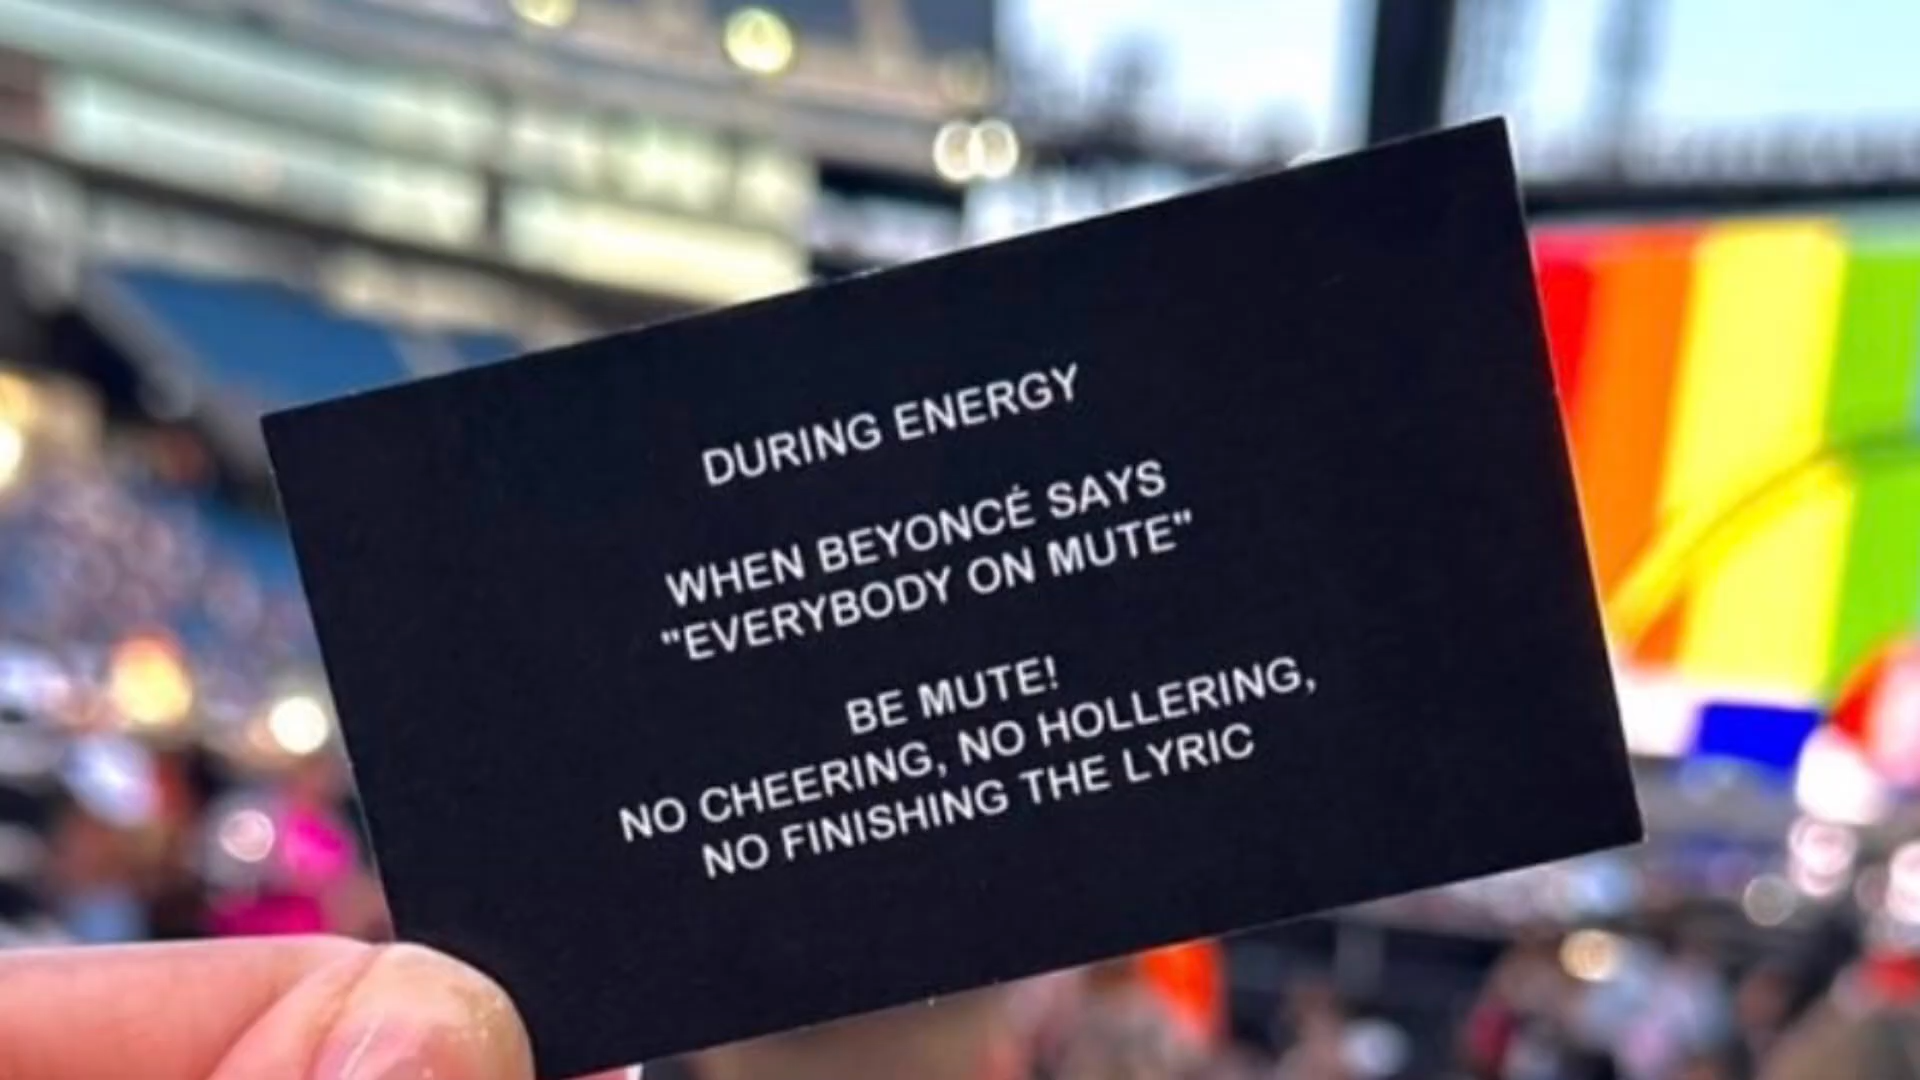 DURING ENERGY
WHEN BEYONCÉ SAYS
"EVERYBODY ON MUTE"
BE MUTE!
NO CHEERING, NO HOLLERING,
NO FINISHING THE LYRIC